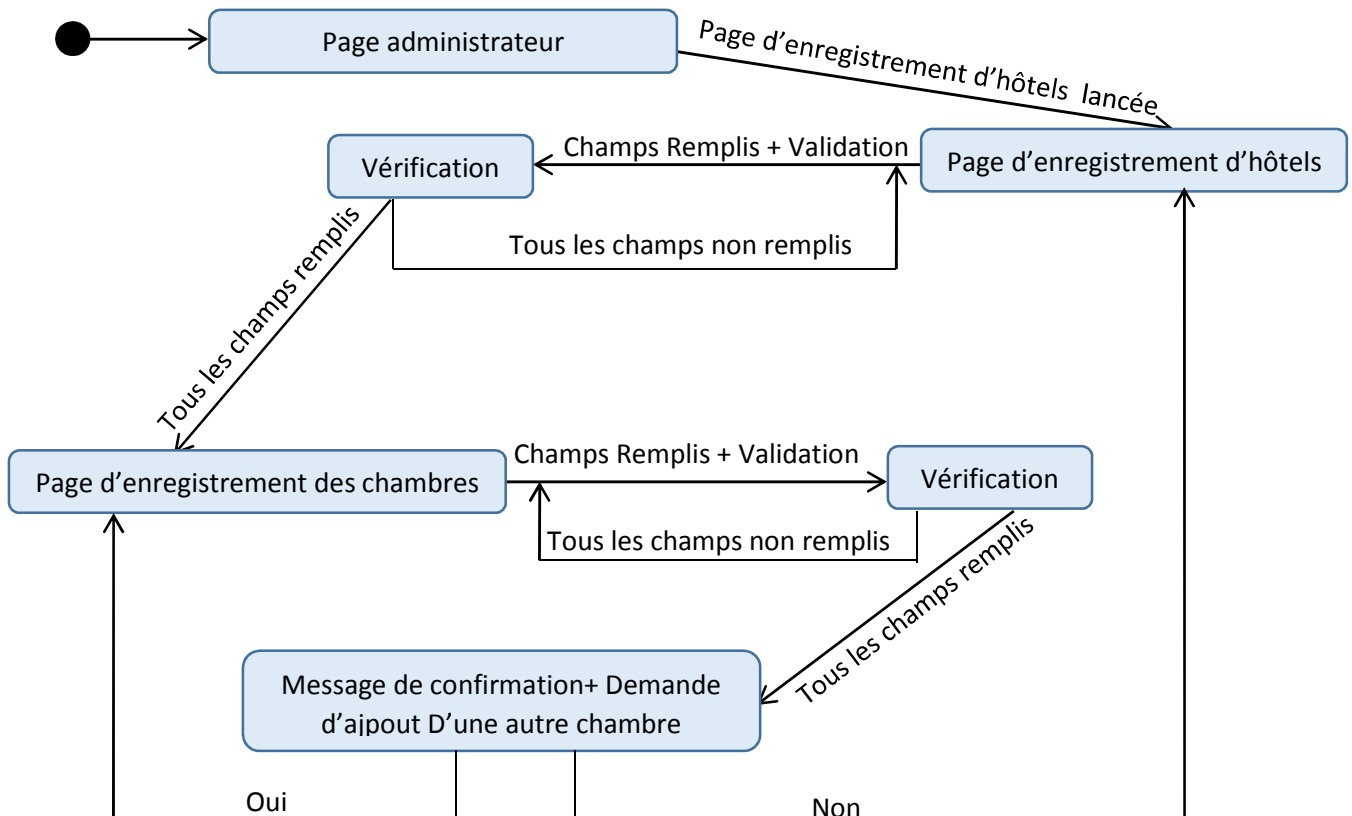 Page administrateur
Page d'enregistrement d'hôtels lancée
Vérification
Champs Remplis + Validation
Page d'enregistrement d'hôtels
Tous les champs non remplis
Tous les champs remplis
Page d'enregistrement des chambres
Champs Remplis + Validation
Vérification
Tous les champs non remplis
Tous les champs remplis
Message de confirmation+ Demande
d'ajpout D'une autre chambre
Oui
Non